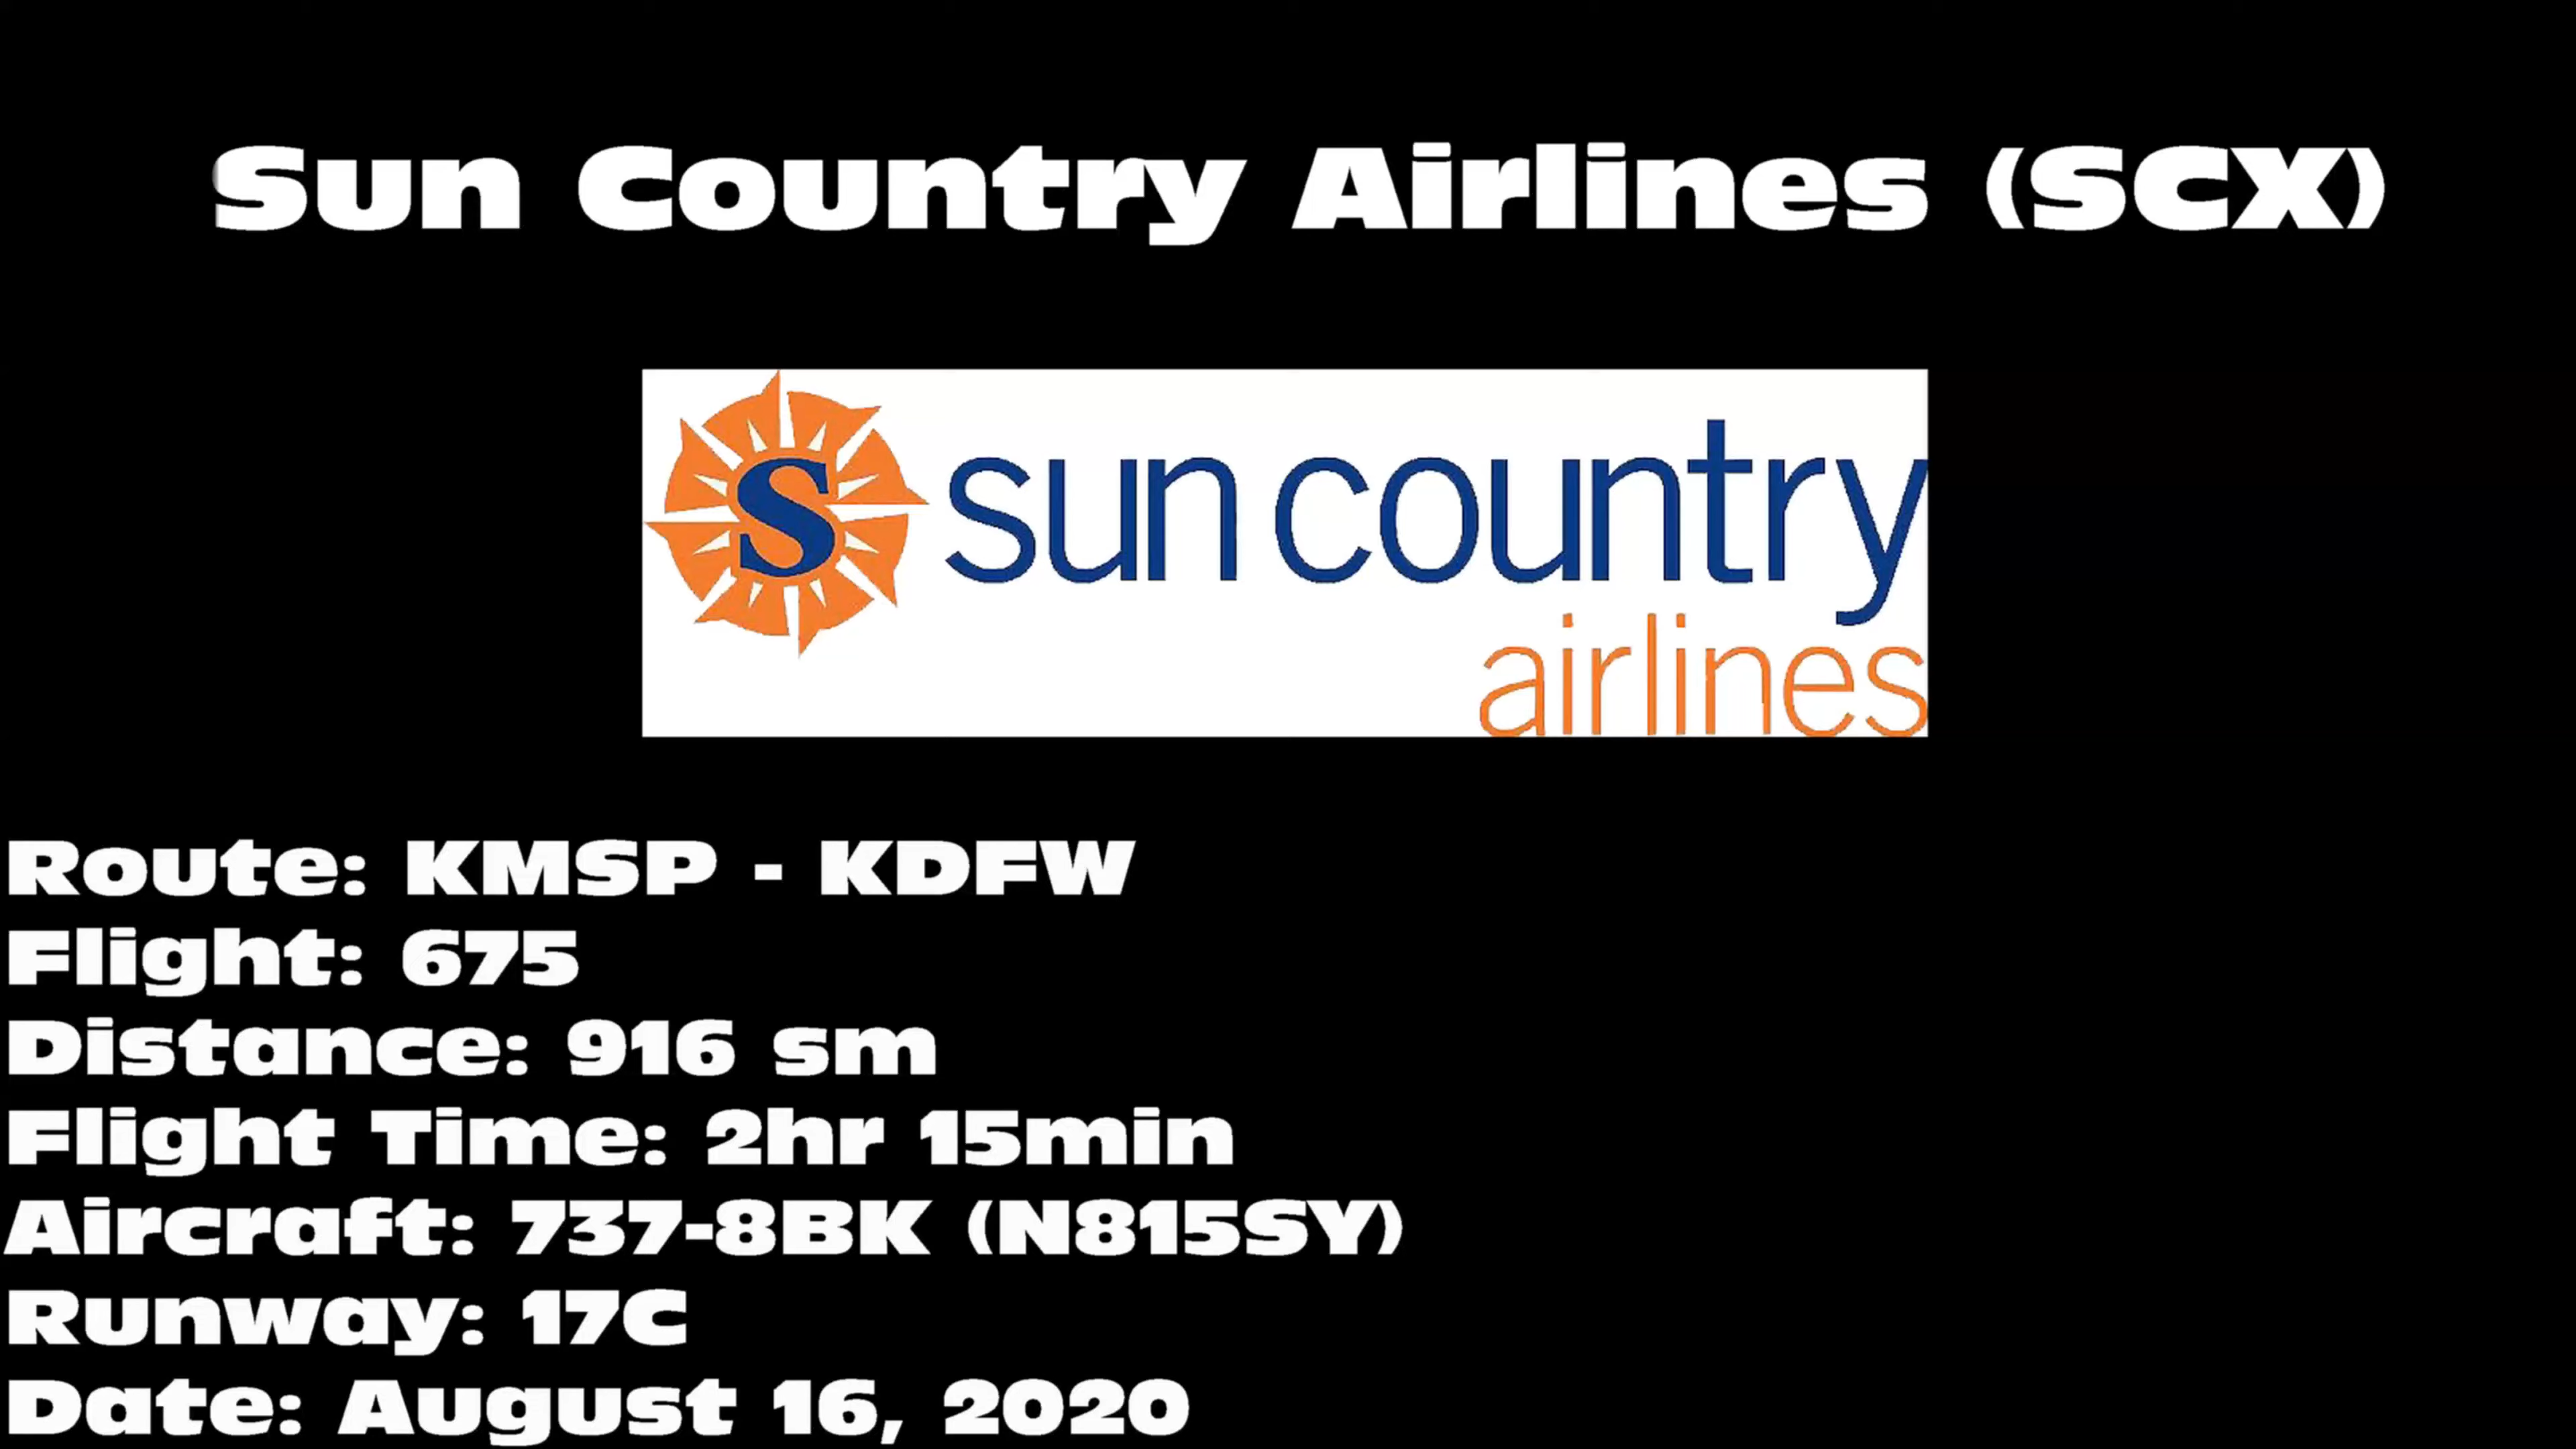 Sun Country Airlines (SCX)
S sun country
airlines
Route: KMSP - KDFW
Flight: 675
Distance: 916 sm
Flight Time: 2hr 15min
Aircraft: 737-8BK (N815SY)
Runway: 17C
Date: August 16, 2020